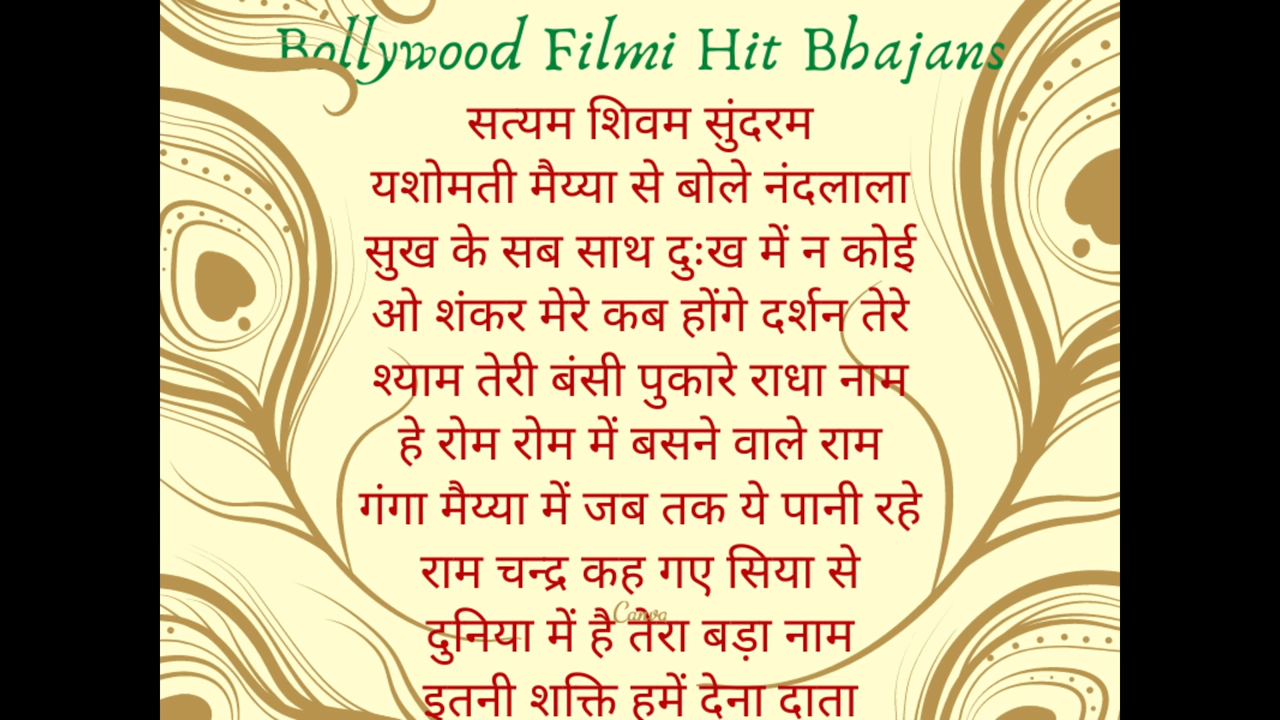 Bollywood Filmi Hit Bhajans
सत्यम शिवम सुंदरम
यशोमती मैय्या से बोले नंदलाला
सुख के सब साथ दुःख में न कोई
ओ शंकर मेरे कब होंगे दर्शन तेरे
श्याम तेरी बंसी पुकारे राधा नाम
हे रोम रोम में बसने वाले राम
गंगा मैय्या में जब तक ये पानी रहे
राम चन्द्र कह गए सिया से
Canva
दुनिया में है तेरा बड़ा नाम
इतनी शक्ति हमें देना दाता